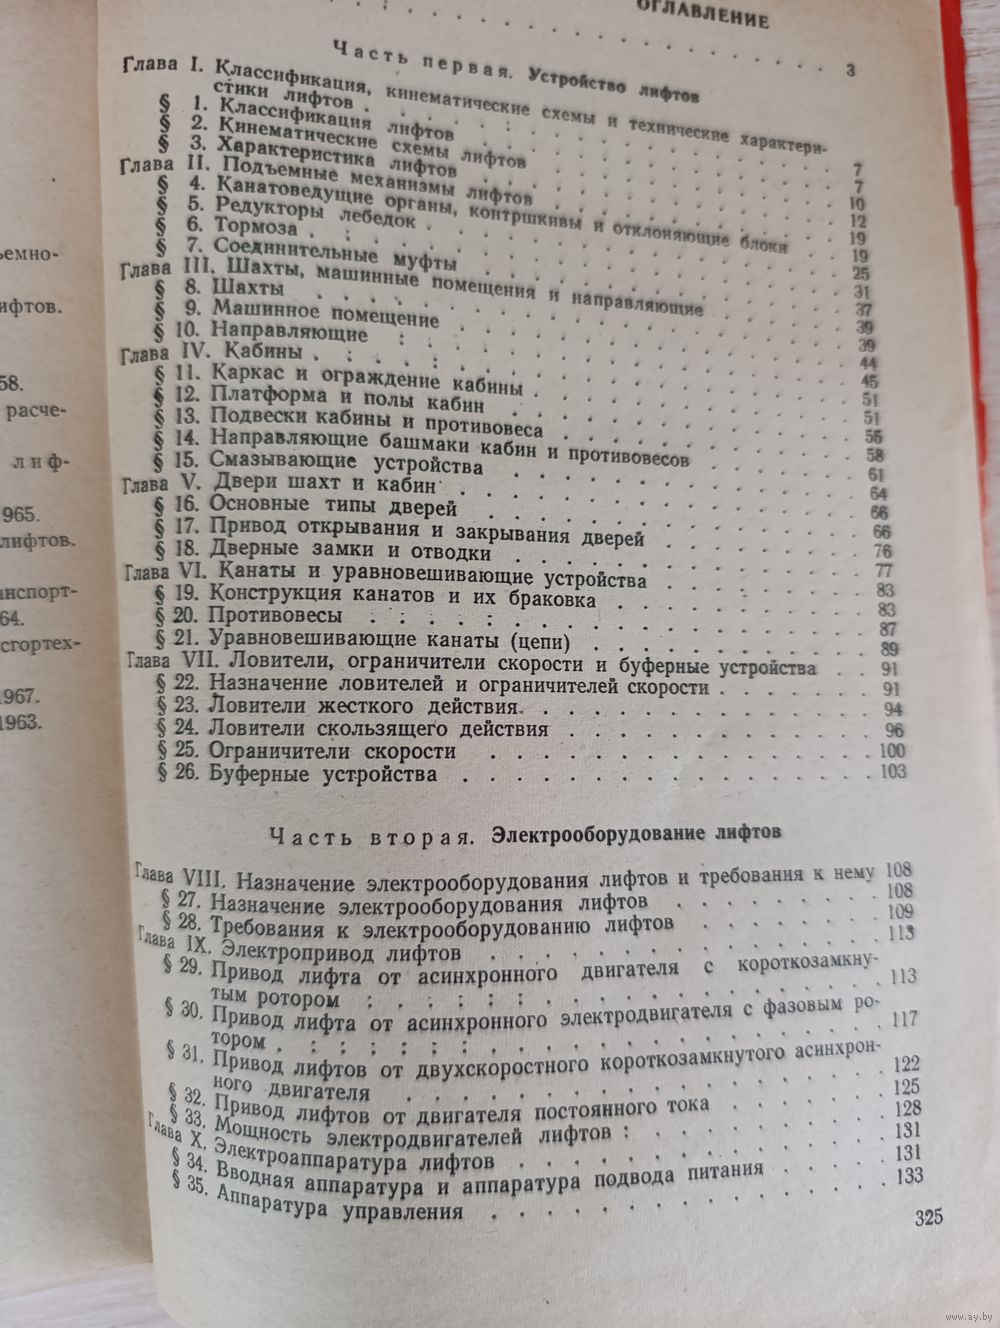 ОГЛАВЛЕНИЕ
3
Часть первая. Устройство лифтов
Глава I. Классификация, кинематические схемы и технические характери-
стики лифтов . 7
§ 1. Классификация лифтов 7
§ 2. Кинематические схемы лифтов 10
§ 3. Характеристика лифтов 12
Глава II. Подъемные механизмы лифтов 19
§ 4. Канатоведущие органы, контршкивы и отклоняющие блоки 19
§ 5. Редукторы лебедок 25
§ 6. Тормоза 31
§ 7. Соединительные муфты 37
Глава III. Шахты, машинные помещения и направляющие 39
§ 8. Шахты 39
§ 9. Машинное помещение 44
§ 10. Направляющие 45
Глава IV. Кабины 51
§ 11. Каркас и ограждение кабины 51
§ 12. Платформа и полы кабин 55
§ 13. Подвески кабины и противовеса 58
§ 14. Направляющие башмаки кабин и противовесов 61
§ 15. Смазывающие устройства 64
Глава V. Двери шахт и кабин 66
§ 16. Основные типы дверей 66
§ 17. Привод открывания и закрывания дверей 76
§ 18. Дверные замки и отводки 77
Глава VI. Канаты и уравновешивающие устройства 83
§ 19. Конструкция канатов и их браковка 83
§ 20. Противовесы 87
§ 21. Уравновешивающие канаты (цепи) 89
Глава VII. Ловители, ограничители скорости и буферные устройства 91
§ 22. Назначение ловителей и ограничителей скорости 91
§ 23. Ловители жесткого действия 94
§ 24. Ловители скользящего действия 96
§ 25. Ограничители скорости 100
§ 26. Буферные устройства 103
Часть вторая. Электрооборудование лифтов
Глава VIII. Назначение электрооборудования лифтов и требования к нему 108
§ 27. Назначение электрооборудования лифтов 108
§ 28. Требования к электрооборудованию лифтов 109
Глава IX. Электропривод лифтов 113
§ 29. Привод лифта от асинхронного двигателя с короткозамкну-
тым ротором 113
§ 30. Привод лифта от асинхронного электродвигателя с фазовым ро-
тором 117
§ 31. Привод лифтов от двухскоростного короткозамкнутого асинхрон-
ного двигателя 122
§ 32. Привод лифтов от двигателя постоянного тока 125
§ 33. Мощность электродвигателей лифтов 128
Глава X. Электроаппаратура лифтов 131
§ 34. Вводная аппаратура и аппаратура подвода питания 131
§ 35. Аппаратура управления 133
325
ъемно-
ифтов.
58.
расче-
лиф-
965.
лифтов.
анспорт-
64.
сгортех-
967.
1963.
www.ay.by